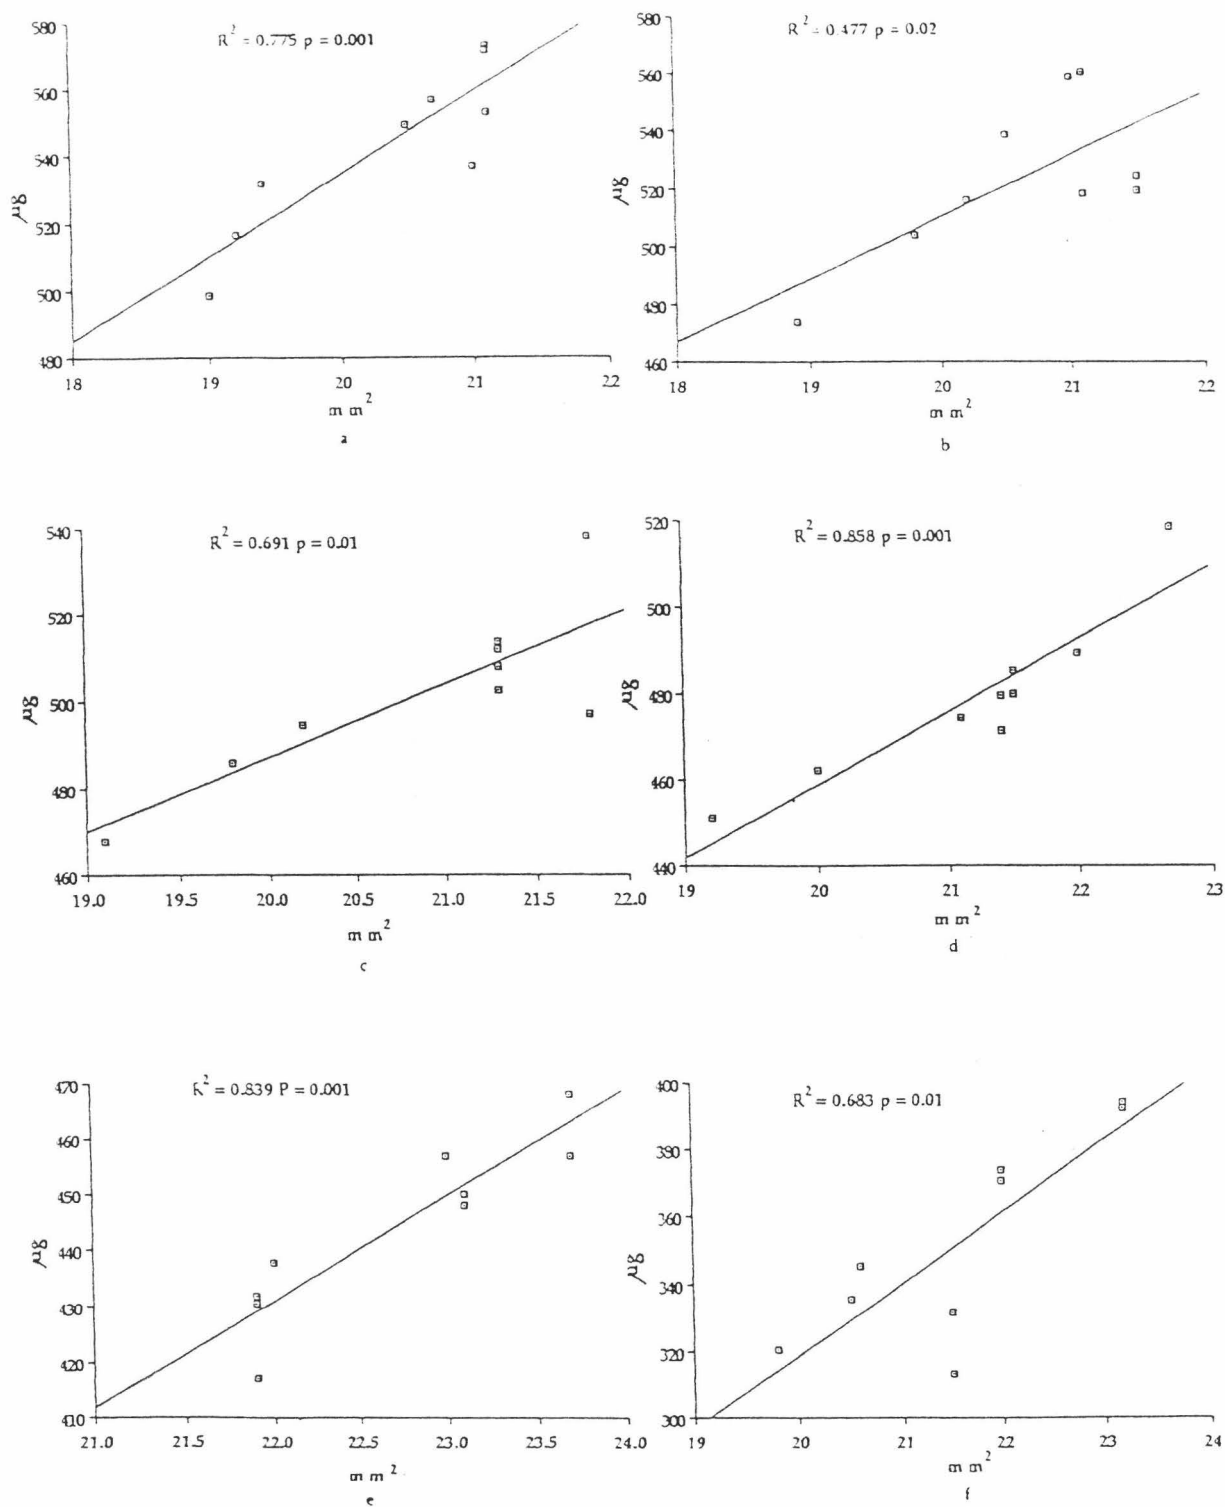 R² = 0.775 p = 0.001
580
560
540
520
500
480
µg
18 19 20 21 22
mm²
a
R² = 0.477 p = 0.02
580
560
540
520
500
480
460
µg
18 19 20 21 22
mm²
b
R² = 0.691 p = 0.01
540
520
500
480
460
µg
19.0 19.5 20.0 20.5 21.0 21.5 22.0
mm²
c
R² = 0.858 p = 0.001
520
500
480
460
440
µg
19 20 21 22 23
mm²
d
R² = 0.839 P = 0.001
470
460
450
440
430
420
410
µg
21.0 21.5 22.0 22.5 23.0 23.5 24.0
mm²
e
R² = 0.683 p = 0.01
400
380
360
340
320
300
µg
19 20 21 22 23 24
mm²
f